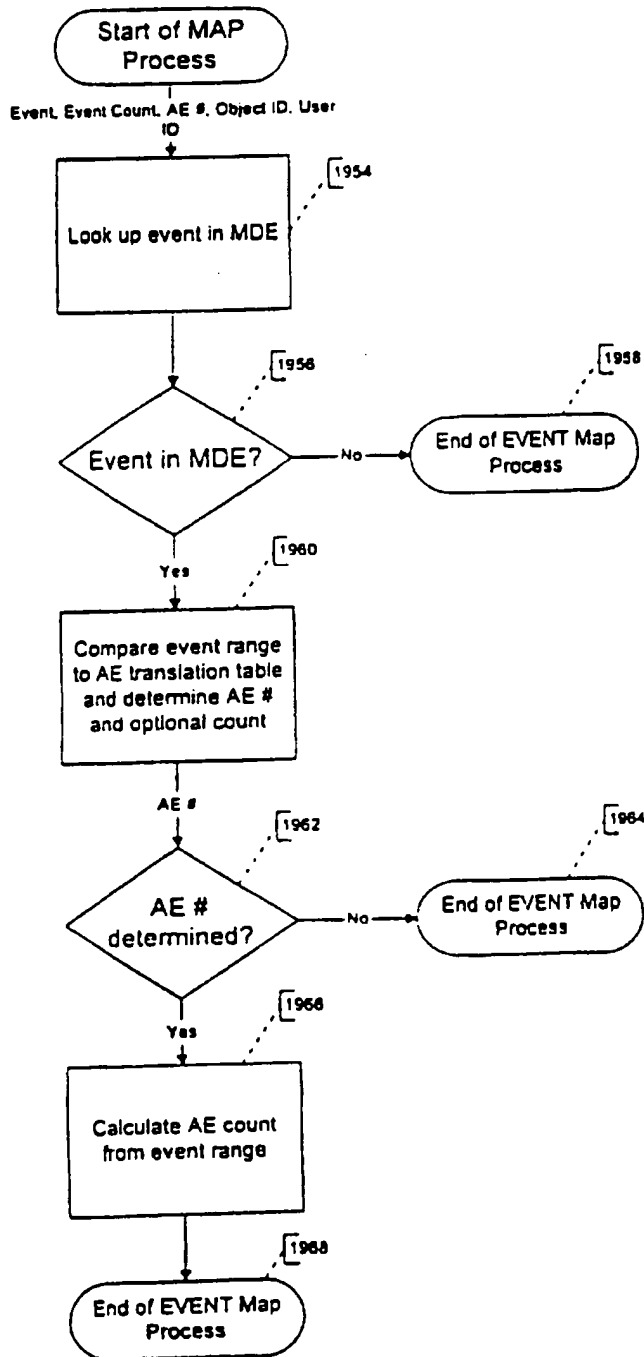 Start of MAP
Process
Event, Event Count, AE #, Object ID, User
ID
1954
Look up event in MDE
1956
1958
Event in MDE?
No
End of EVENT Map
Process
Yes
1960
Compare event range
to AE translation table
and determine AE #
and optional count
AE #
1962
1964
AE #
determined?
No
End of EVENT Map
Process
Yes
1966
Calculate AE count
from event range
1968
End of EVENT Map
Process